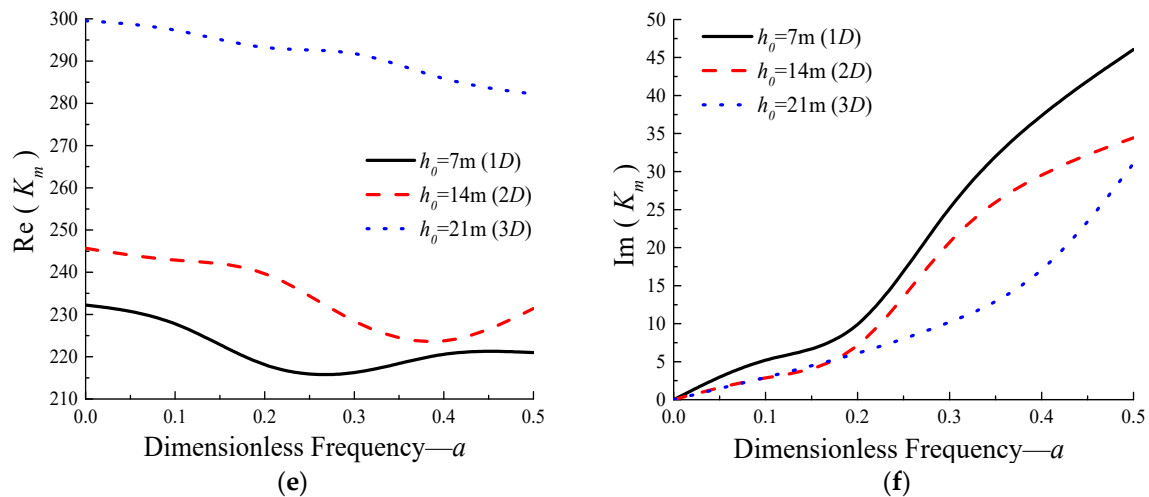 300
290
280
270
260
250
240
230
220
210
Re ( K_m )
h_0=7m (1D)
h_0=14m (2D)
h_0=21m (3D)
0.0 0.1 0.2 0.3 0.4 0.5
Dimensionless Frequency—a
(e)
50
45
40
35
30
25
20
15
10
5
0
Im ( K_m )
h_0=7m (1D)
h_0=14m (2D)
h_0=21m (3D)
0.0 0.1 0.2 0.3 0.4 0.5
Dimensionless Frequency—a
(f)